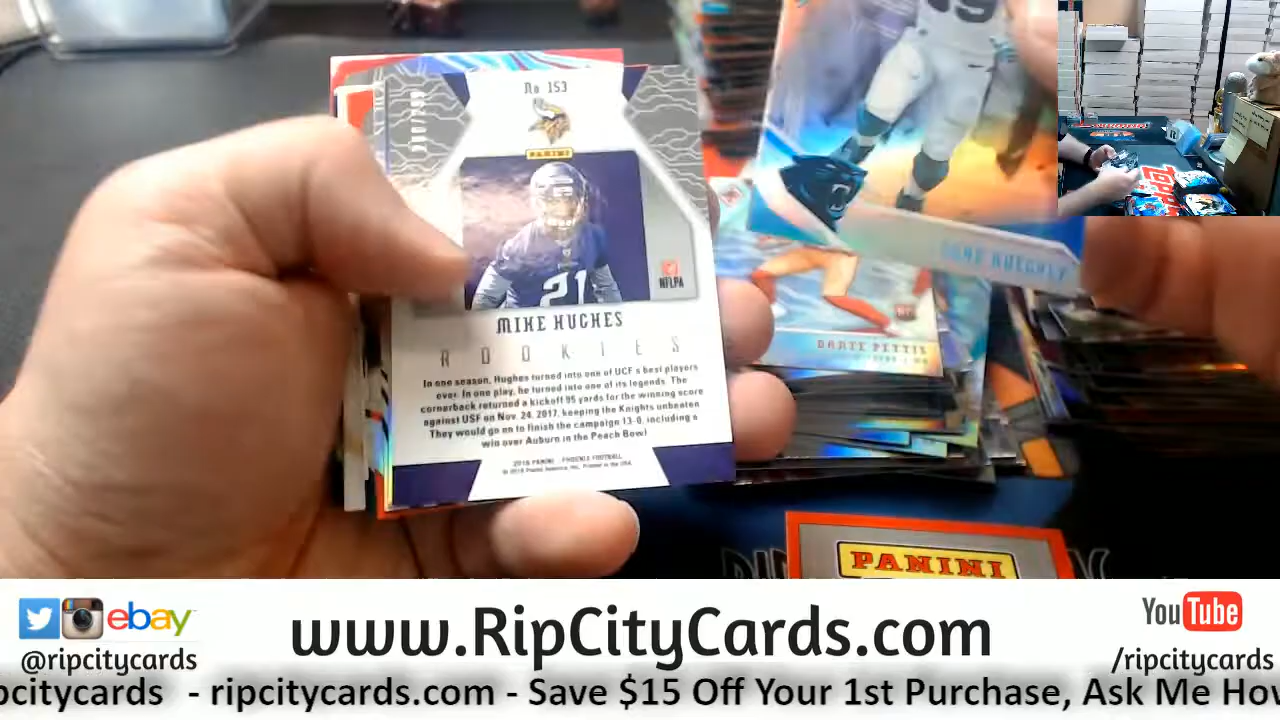 No 153
PANINI
21
NFLPA
MIKE HUGHES
ROOKIES
In one season, Hughes turned into one of UCF's best players
ever. In one play, he turned into one of its legends. The
cornerback returned a kickoff 95 yards for the winning score
against USF on Nov. 24, 2017, keeping the Knights unbeaten
They would go on to finish the campaign 13-0, including a
win over Auburn in the Peach Bowl
DANTE PETTIS
TOPPS
PANINI
ebay
www.RipCityCards.com
YouTube
@ripcitycards
/ripcitycards
pcitycards - ripcitycards.com - Save $15 Off Your 1st Purchase, Ask Me How